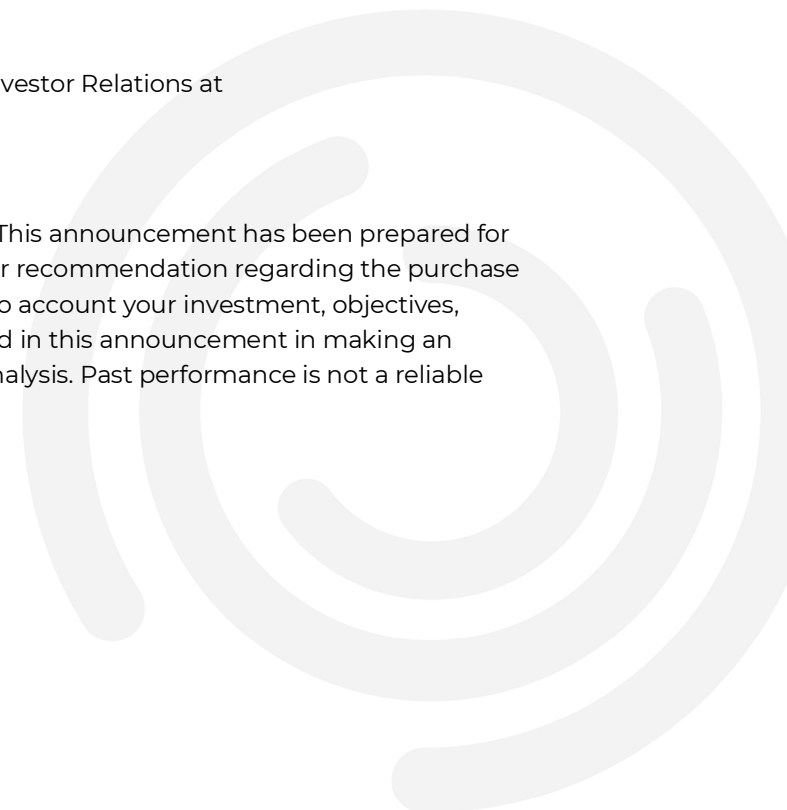 vestor Relations at
This announcement has been prepared for
r recommendation regarding the purchase
o account your investment, objectives,
d in this announcement in making an
alysis. Past performance is not a reliable